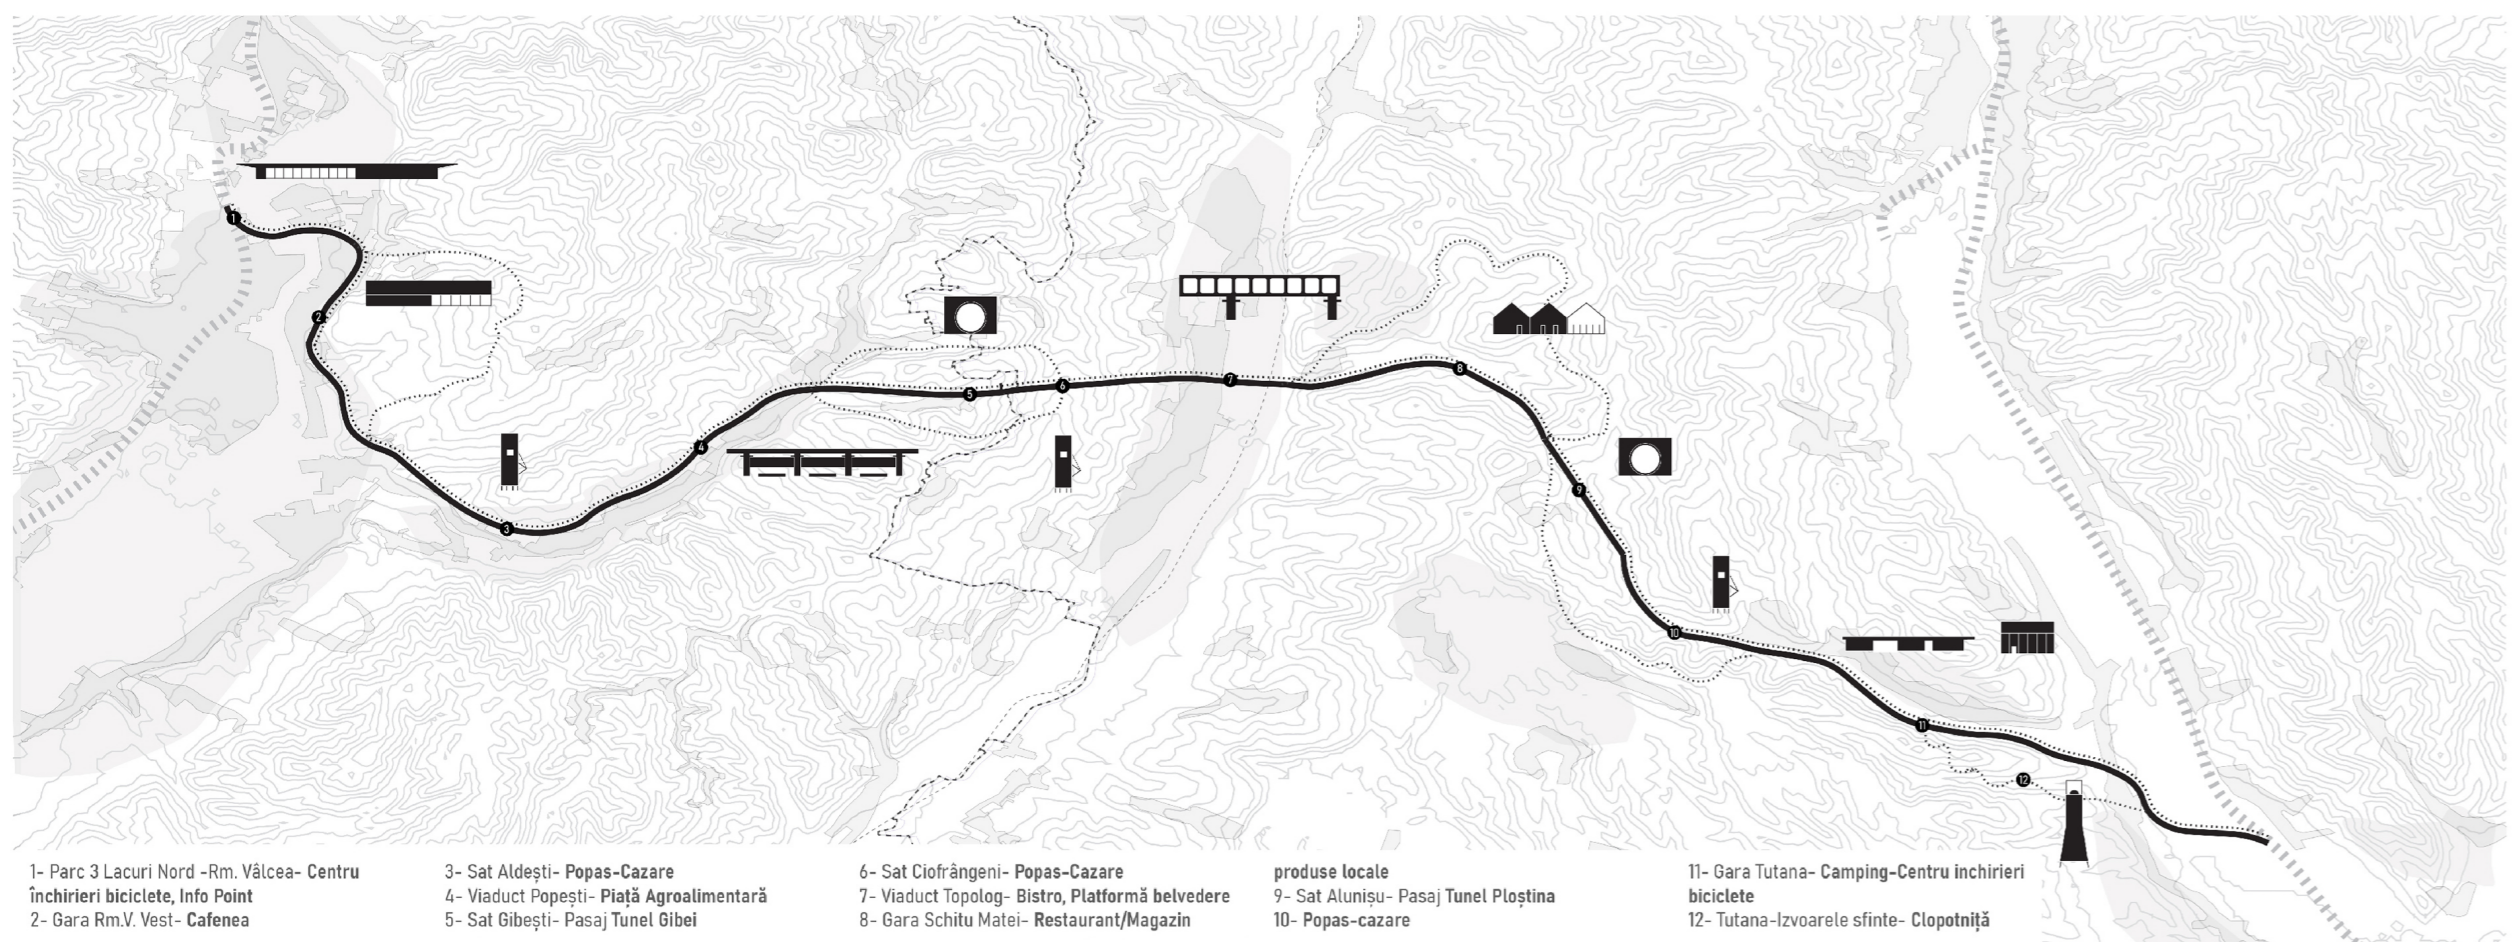 1
2
3
4
5
6
7
8
9
10
11
12
1- Parc 3 Lacuri Nord -Rm. Vâlcea- Centru
închirieri biciclete, Info Point
2- Gara Rm.V. Vest- Cafenea
3- Sat Aldești- Popas-Cazare
4- Viaduct Popești- Piață Agroalimentară
5- Sat Gibești- Pasaj Tunel Gibei
6- Sat Ciofrângeni- Popas-Cazare
7- Viaduct Topolog- Bistro, Platformă belvedere
8- Gara Schitu Matei- Restaurant/Magazin
produse locale
9- Sat Alunișu- Pasaj Tunel Ploștina
10- Popas-cazare
11- Gara Tutana- Camping-Centru inchirieri
biciclete
12- Tutana-Izvoarele sfinte- Clopotniță